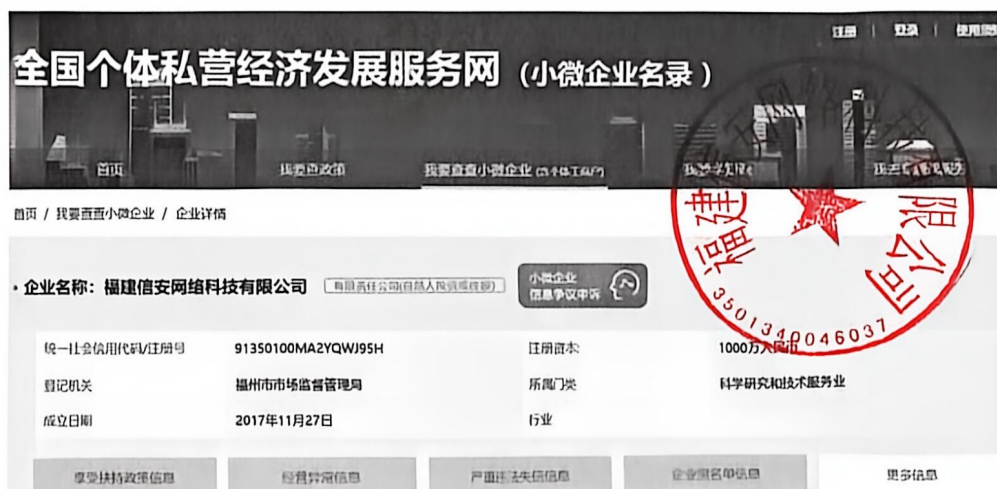 注册 | 登录 |
全国个体私营经济发展服务网(小微企业名录)
首页 我要查政策 我要查查小微企业
首页 / 我要查查小微企业 / 企业详情
企业名称:福建信安网络科技有限公司 有限责任公司(自然人投资或控股) 小微企业
信息争议申诉
统一社会信用代码/注册号 91350100MA2YQWJ95H 注册资本: 1000万人民币
登记机关 福州市市场监督管理局 所属门类 科学研究和技术服务业
成立日期 2017年11月27日 行业
享受扶持政策信息 经营异常信息 严重违法失信信息 企业黑名单信息 更多信息
福建 限公司
3501340046037